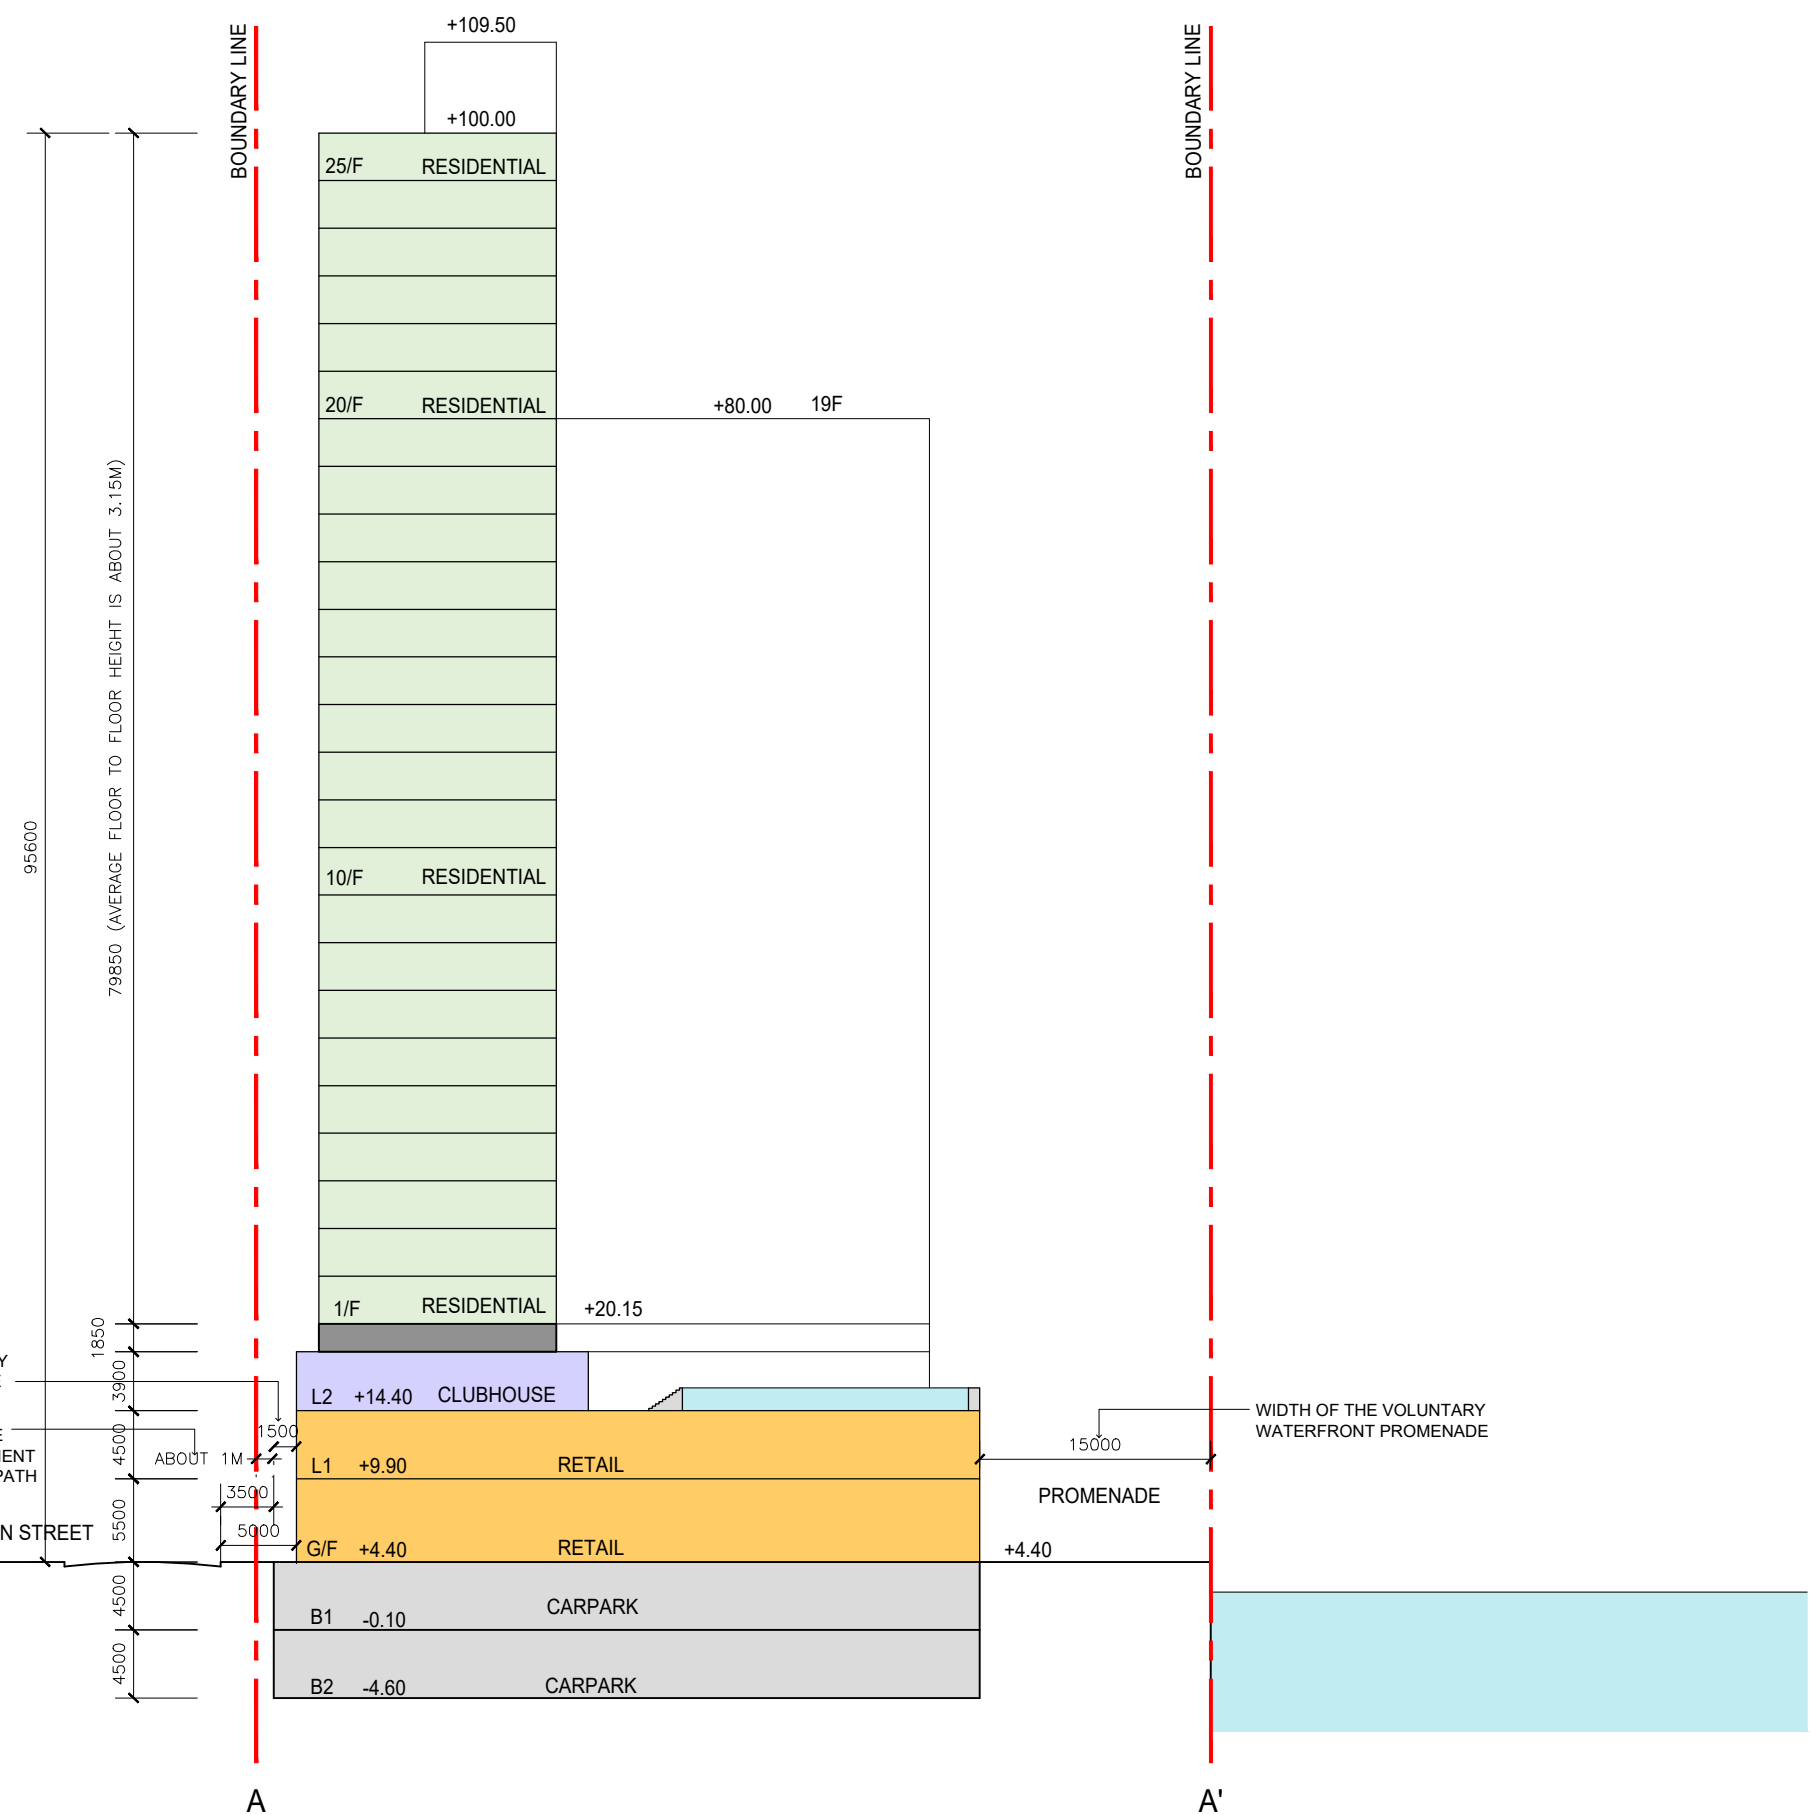 +109.50
BOUNDARY LINE
BOUNDARY LINE
+100.00
25/F RESIDENTIAL
20/F RESIDENTIAL
+80.00 19F
79850 (AVERAGE FLOOR TO FLOOR HEIGHT IS ABOUT 3.15M)
95600
10/F RESIDENTIAL
1/F RESIDENTIAL +20.15
1850
3900
L2 +14.40 CLUBHOUSE
WIDTH OF THE VOLUNTARY
WATERFRONT PROMENADE
4500
1500
15000
ABOUT 1M
L1 +9.90 RETAIL
3500
PROMENADE
5500
5000
N STREET
G/F +4.40 RETAIL
+4.40
4500
B1 -0.10 CARPARK
4500
B2 -4.60 CARPARK
Y
E
MENT
PATH
A
A'